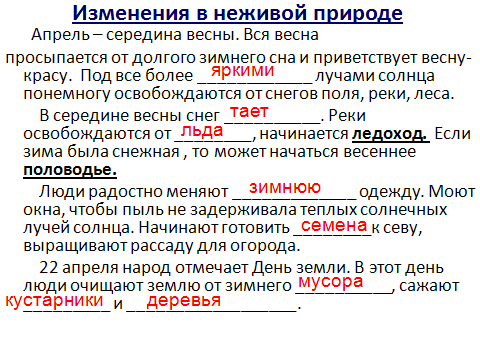 Изменения в неживой природе
Апрель – середина весны. Вся весна
просыпается от долгого зимнего сна и приветствует весну-
красу. Под все более яркими лучами солнца
понемногу освобождаются от снегов поля, реки, леса.
В середине весны снег тает. Реки
освобождаются от льда, начинается ледоход. Если
зима была снежная , то может начаться весеннее
половодье.
Люди радостно меняют зимнюю одежду. Моют
окна, чтобы пыль не задерживала теплых солнечных
лучей солнца. Начинают готовить семена к севу,
выращивают рассаду для огорода.
22 апреля народ отмечает День земли. В этот день
люди очищают землю от зимнего мусора, сажают
кустарники и деревья.